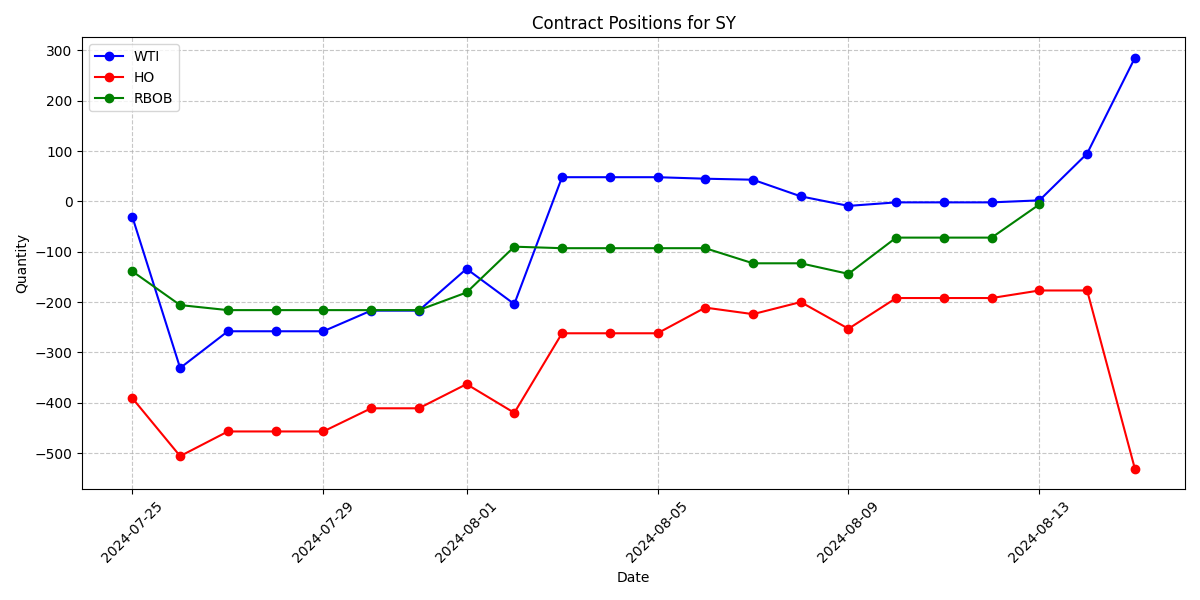 Contract Positions for SY
WTI
HO
RBOB
300
200
100
0
−100
−200
−300
−400
−500
Quantity
2024-07-25
2024-07-29
2024-08-01
2024-08-05
2024-08-09
2024-08-13
Date